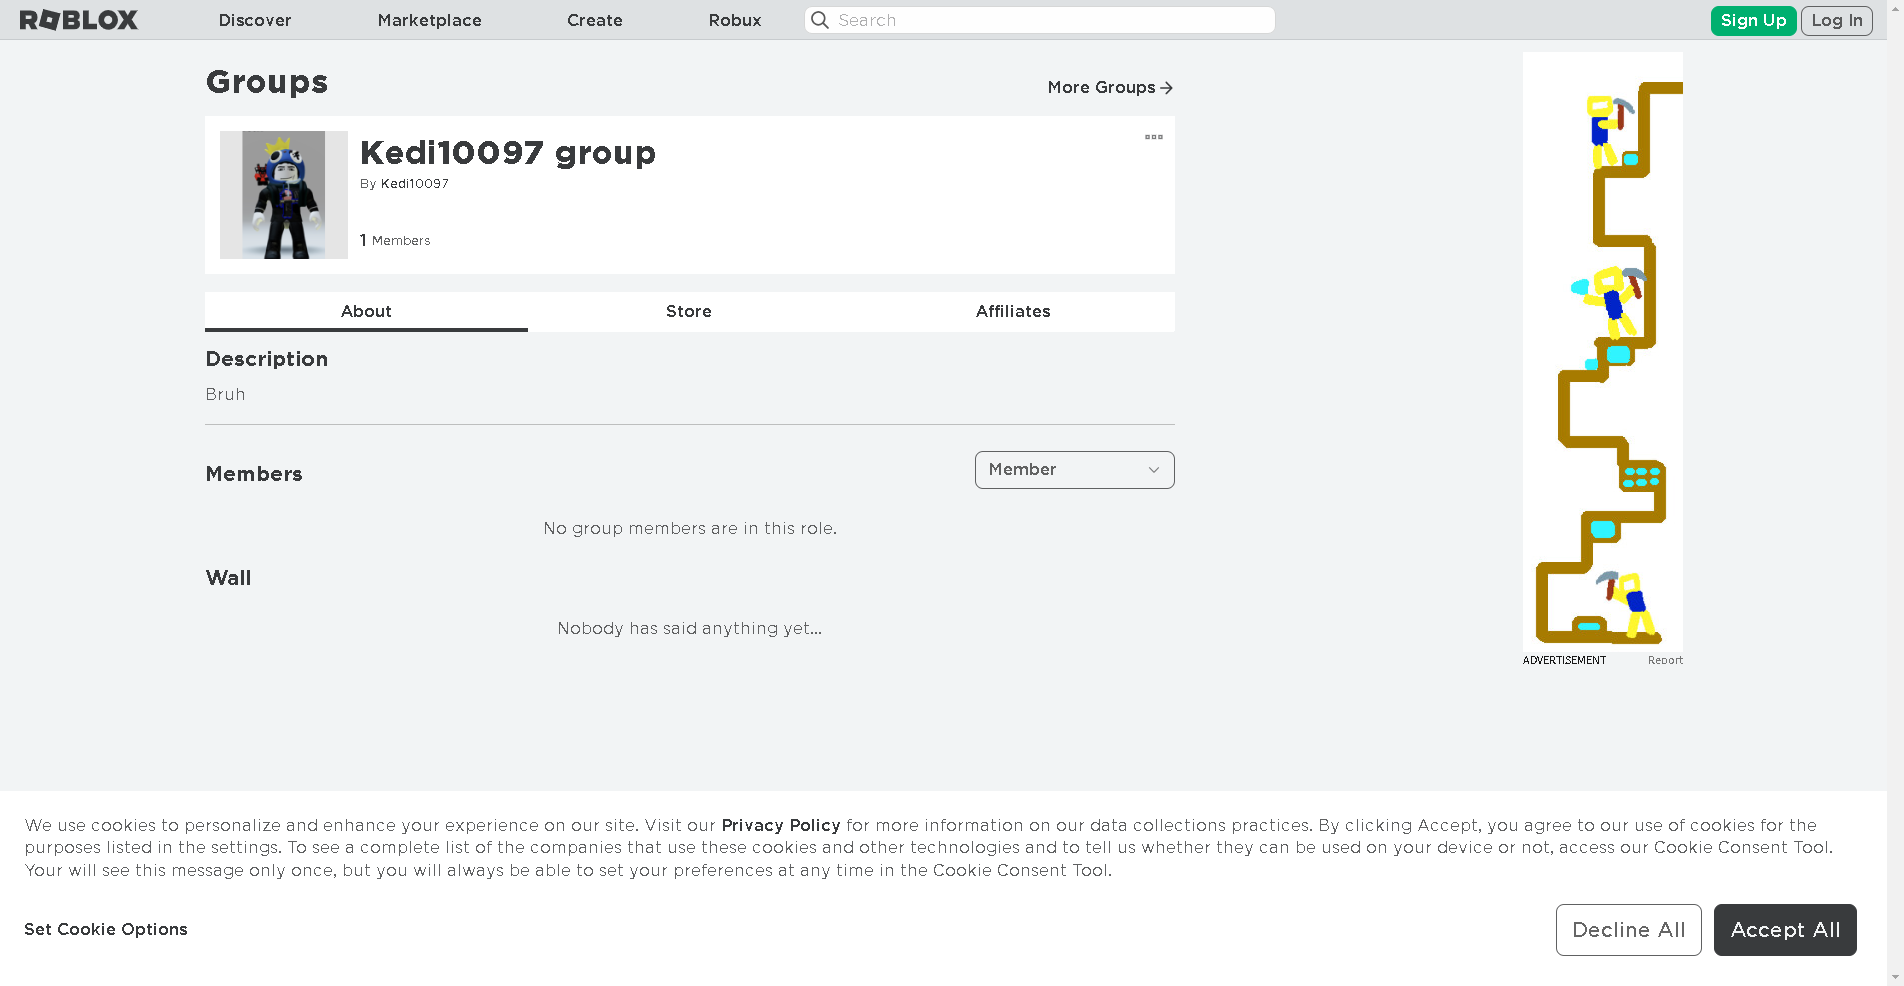 ROBLOX Discover Marketplace Create Robux Search Sign Up Log In
Groups
More Groups
Kedi10097 group
By Kedi10097
1 Members
About Store Affiliates
Description
Bruh
Members
Member
No group members are in this role.
Wall
Nobody has said anything yet...
ADVERTISEMENT Report
We use cookies to personalize and enhance your experience on our site. Visit our Privacy Policy for more information on our data collections practices. By clicking Accept, you agree to our use of cookies for the
purposes listed in the settings. To see a complete list of the companies that use these cookies and other technologies and to tell us whether they can be used on your device or not, access our Cookie Consent Tool.
Your will see this message only once, but you will always be able to set your preferences at any time in the Cookie Consent Tool.
Set Cookie Options
Decline All
Accept All